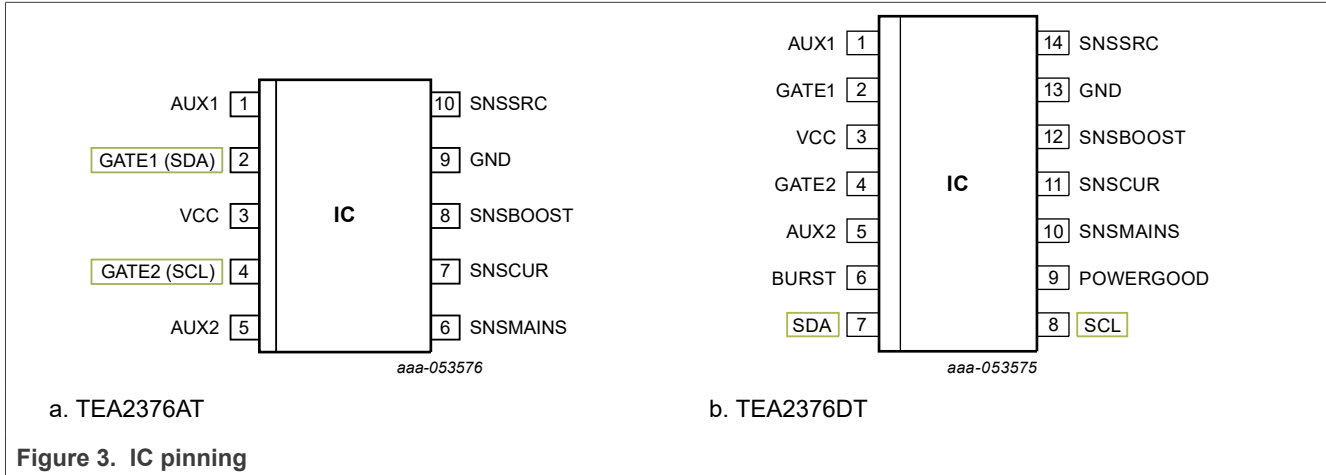 AUX1 1
GATE1 (SDA) 2
VCC 3
GATE2 (SCL) 4
AUX2 5
IC
10 SNSSRC
9 GND
8 SNSBOOST
7 SNSCUR
6 SNSMAINS
aaa-053576
a. TEA2376AT
AUX1 1
GATE1 2
VCC 3
GATE2 4
AUX2 5
BURST 6
SDA 7
IC
14 SNSSRC
13 GND
12 SNSBOOST
11 SNSCUR
10 SNSMAINS
9 POWERGOOD
8 SCL
aaa-053575
b. TEA2376DT
Figure 3. IC pinning